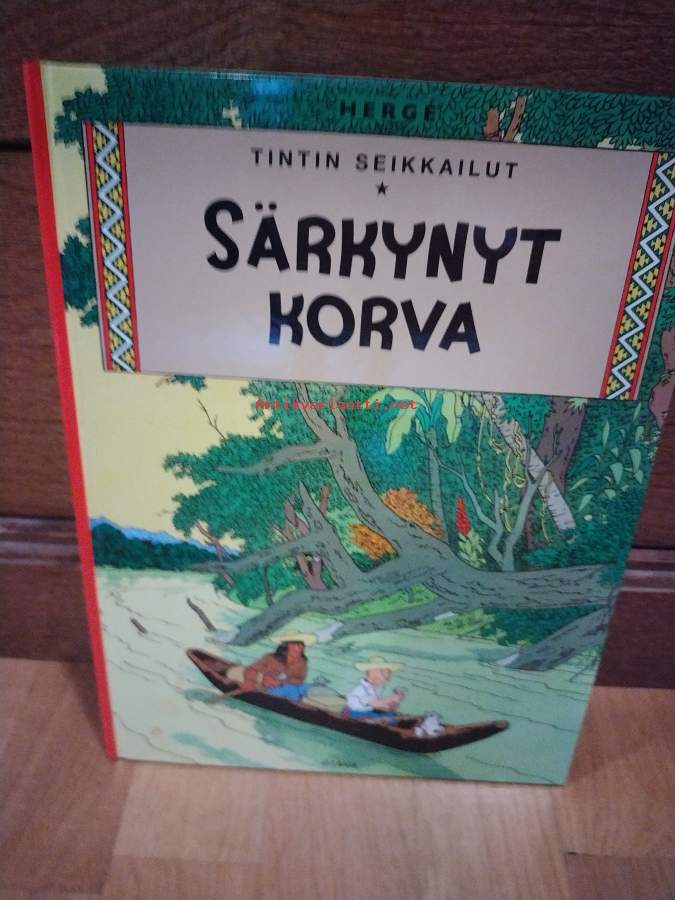 HERGÉ
TINTIN SEIKKAILUT
SÄRKYNYT
KORVA
Antikvariaatti.net